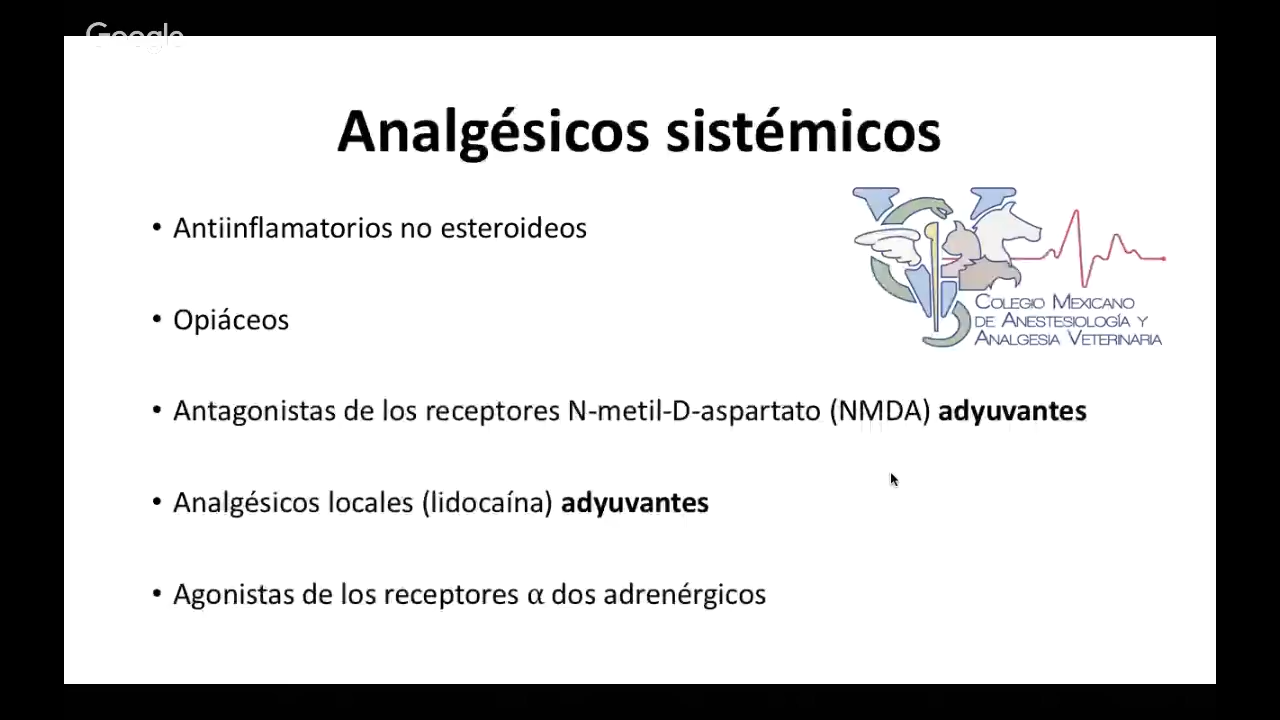 Google
Analgésicos sistémicos
• Antiinflamatorios no esteroideos
• Opiáceos
COLEGIO MEXICANO
DE ANESTESIOLOGÍA Y
ANALGESIA VETERINARIA
• Antagonistas de los receptores N-metil-D-aspartato (NMDA) adyuvantes
• Analgésicos locales (lidocaína) adyuvantes
• Agonistas de los receptores α dos adrenérgicos